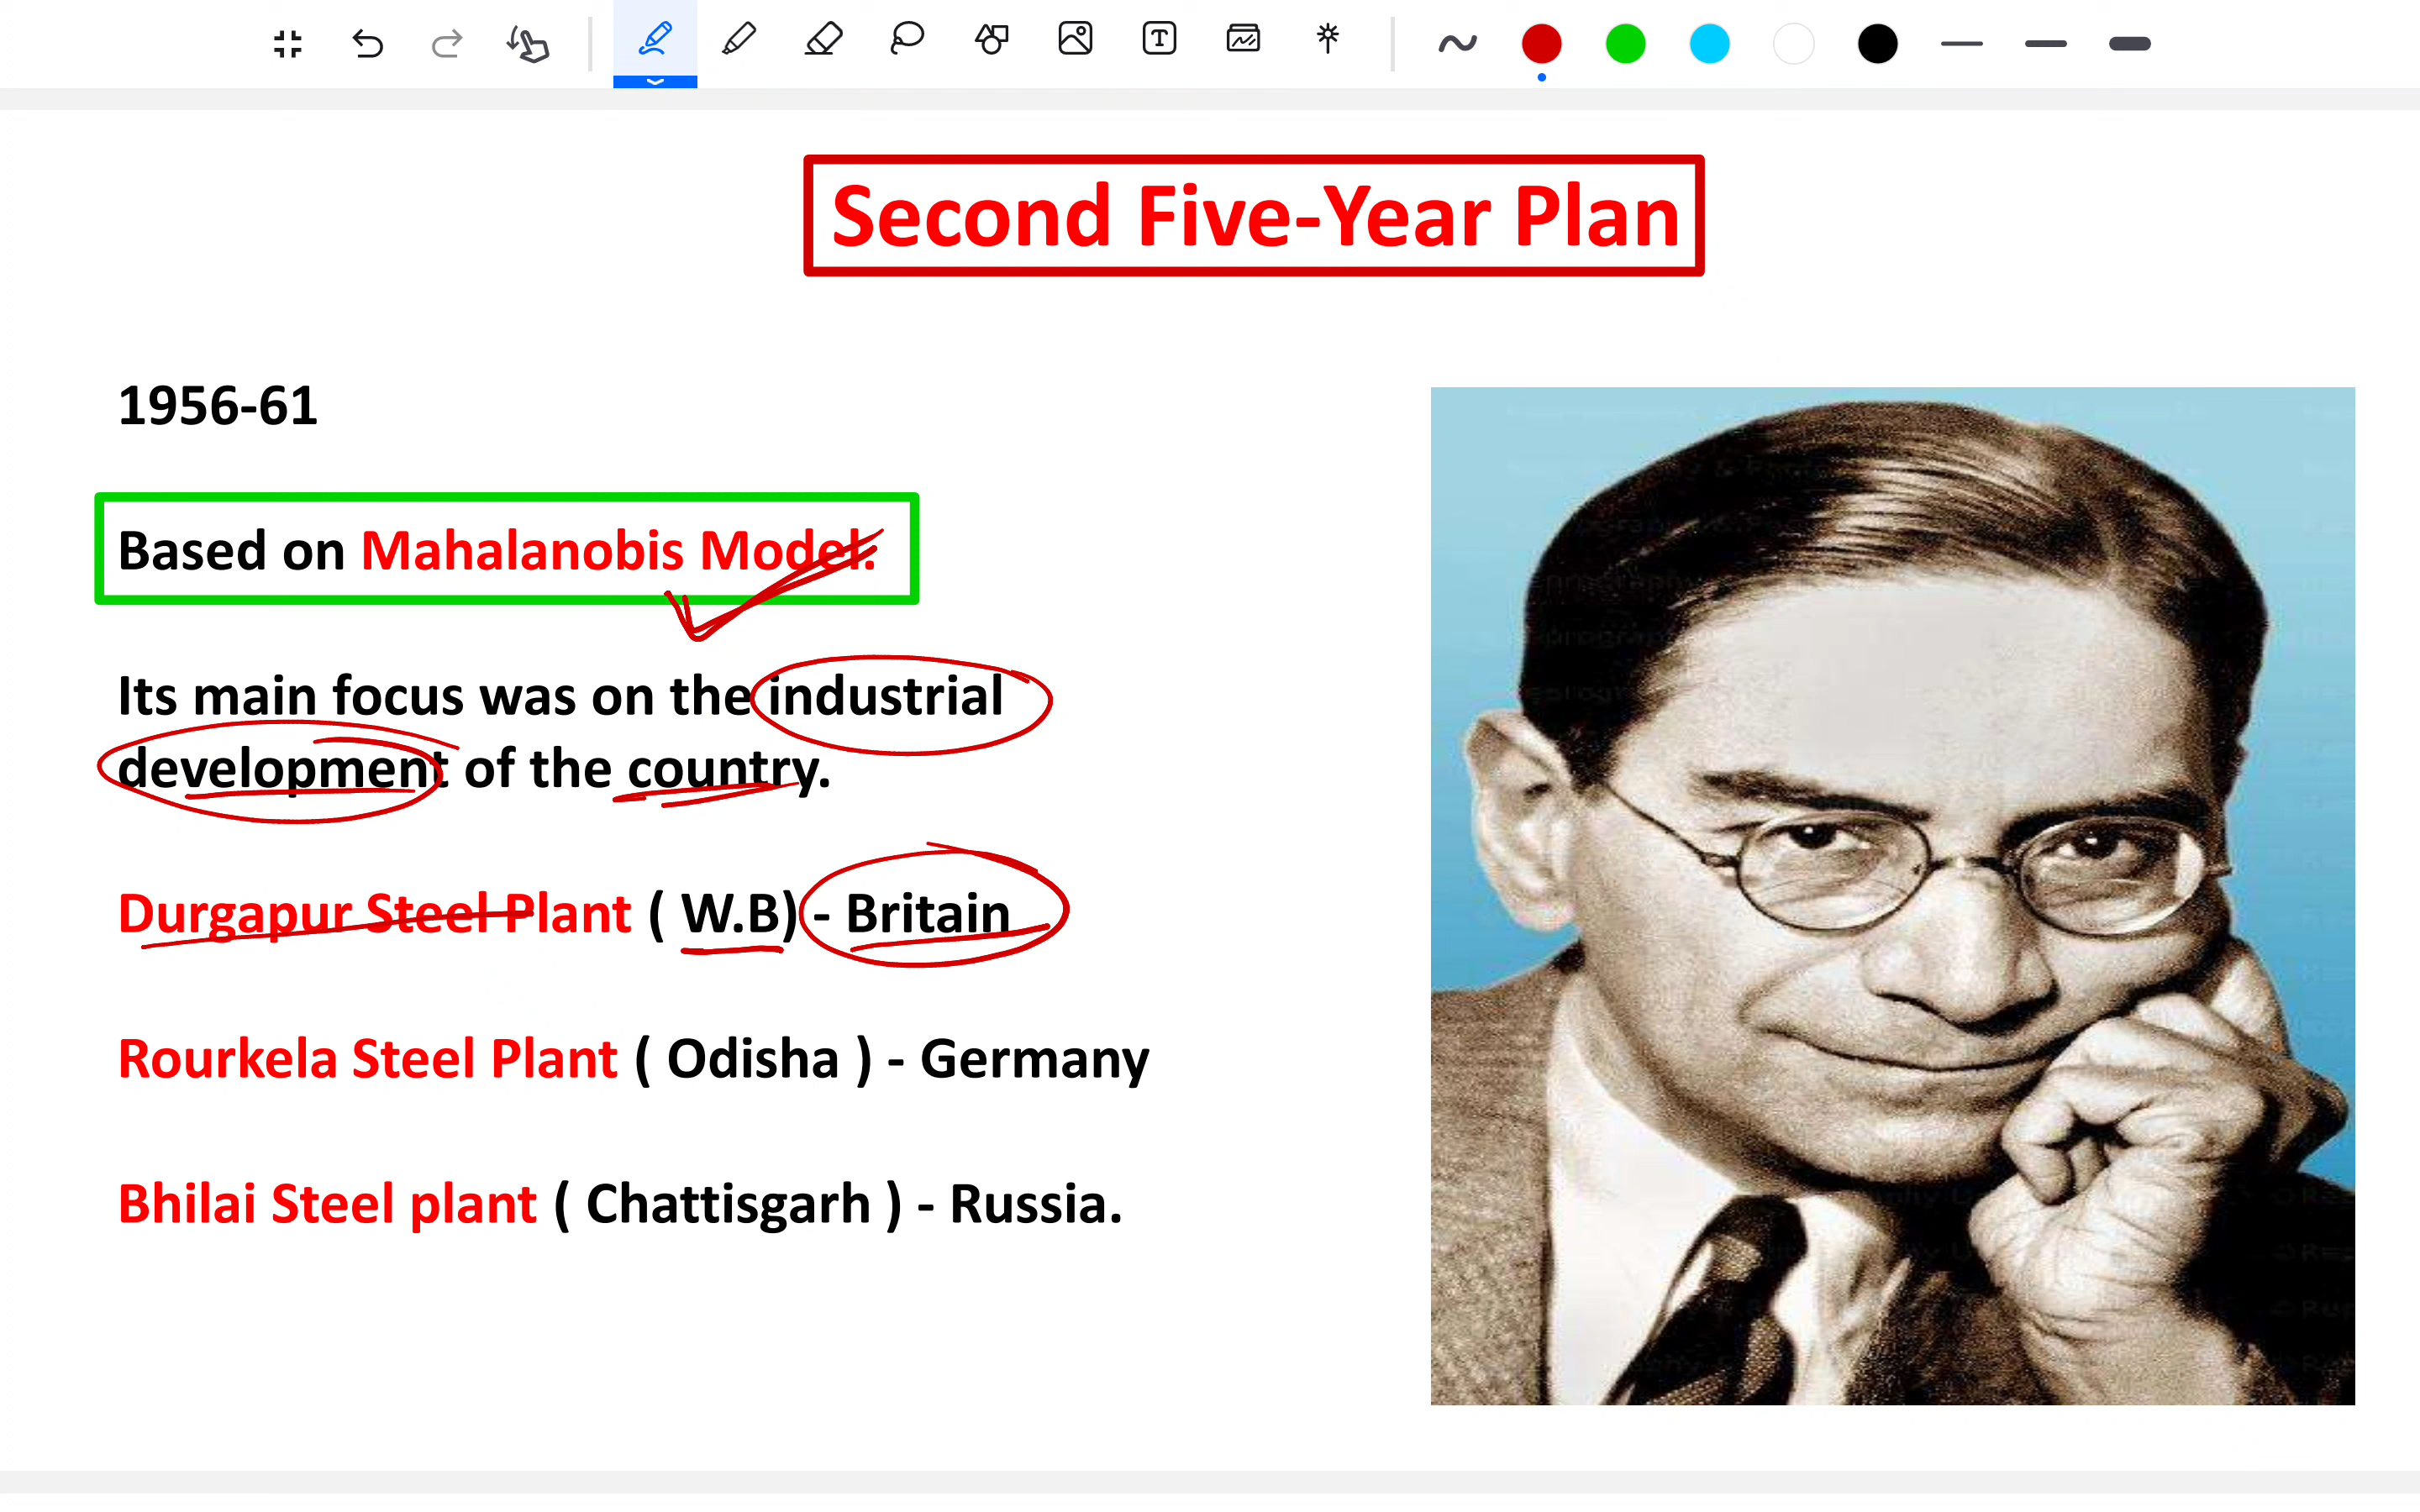 Second Five-Year Plan
1956-61
Based on Mahalanobis Model.
Its main focus was on the industrial
development of the country.
Durgapur Steel Plant ( W.B) - Britain
Rourkela Steel Plant ( Odisha ) - Germany
Bhilai Steel plant ( Chattisgarh ) - Russia.